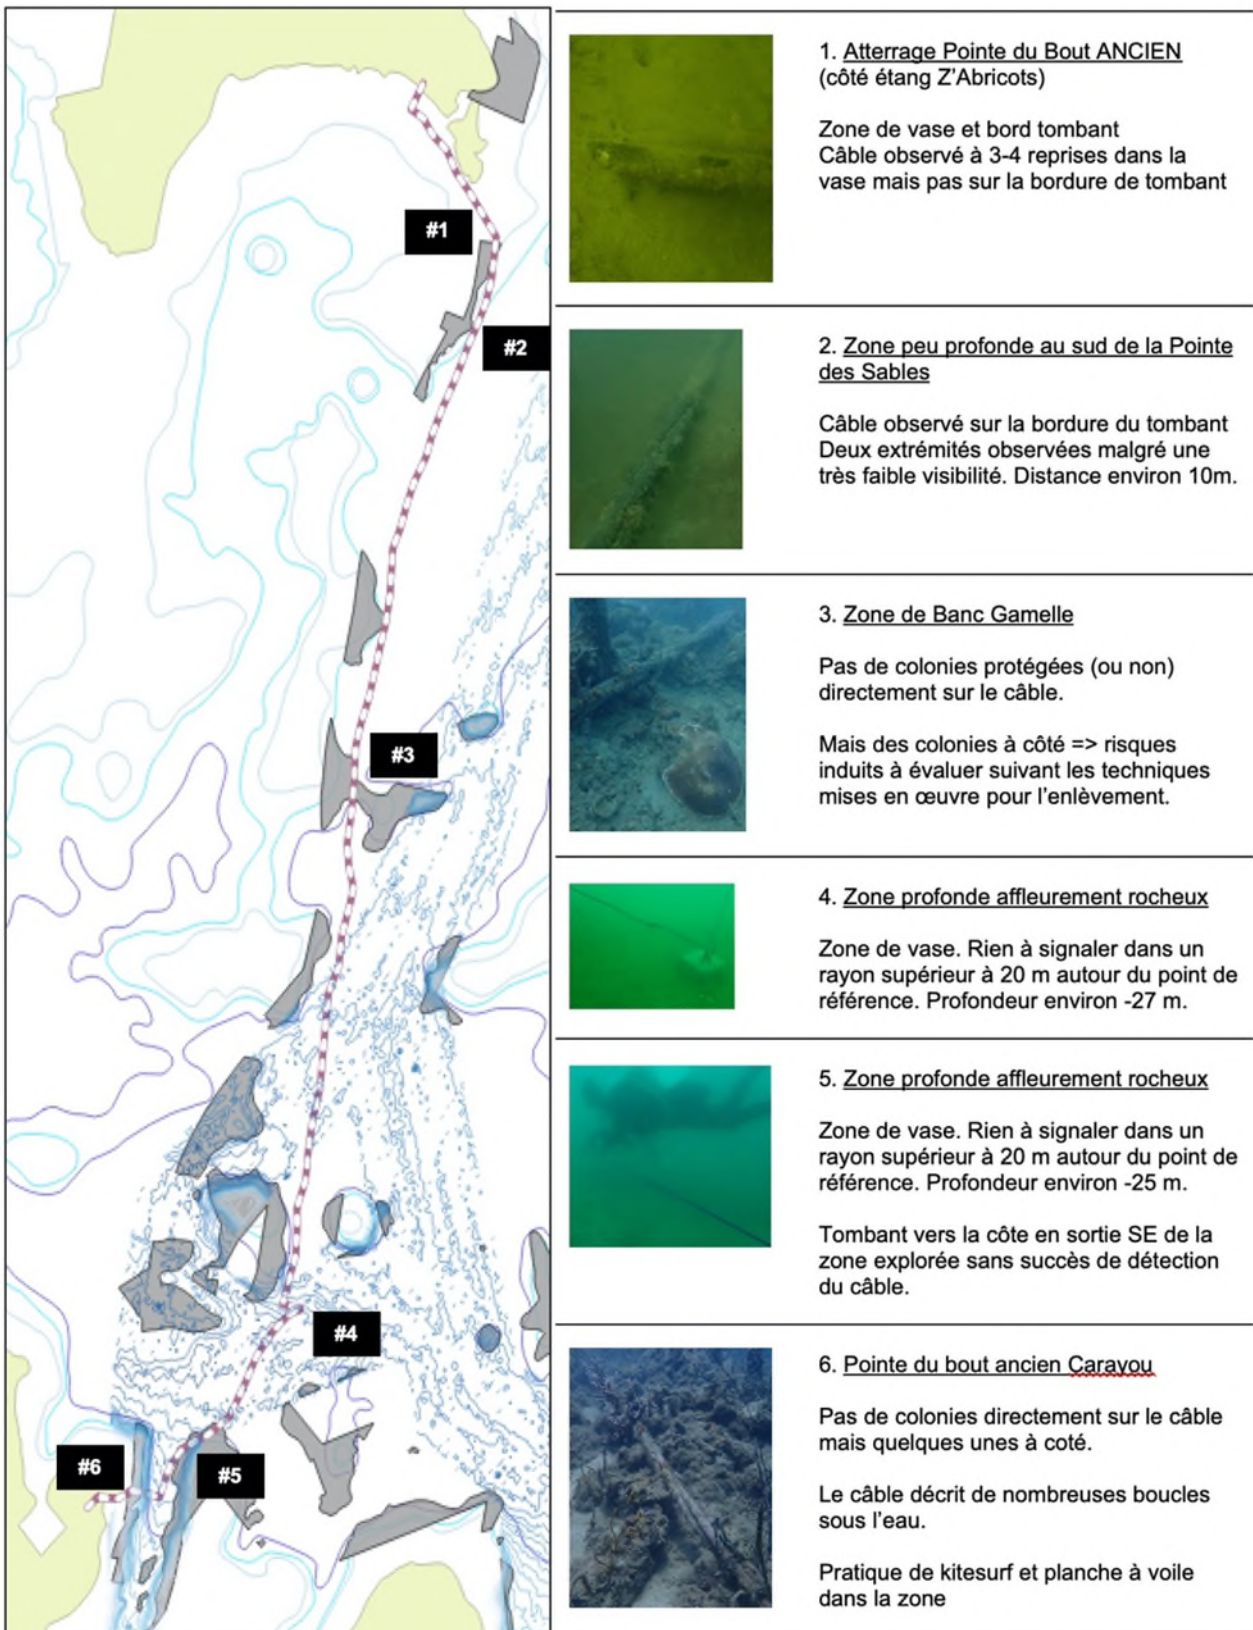 #1
#2
#3
#4
#5
#6
1. Atterrage Pointe du Bout ANCIEN
(côté étang Z'Abricots)
Zone de vase et bord tombant
Câble observé à 3-4 reprises dans la
vase mais pas sur la bordure de tombant
2. Zone peu profonde au sud de la Pointe
des Sables
Câble observé sur la bordure du tombant
Deux extrémités observées malgré une
très faible visibilité. Distance environ 10m.
3. Zone de Banc Gamelle
Pas de colonies protégées (ou non)
directement sur le câble.
Mais des colonies à côté => risques
induits à évaluer suivant les techniques
mises en œuvre pour l'enlèvement.
4. Zone profonde affleurement rocheux
Zone de vase. Rien à signaler dans un
rayon supérieur à 20 m autour du point de
référence. Profondeur environ -27 m.
5. Zone profonde affleurement rocheux
Zone de vase. Rien à signaler dans un
rayon supérieur à 20 m autour du point de
référence. Profondeur environ -25 m.
Tombant vers la côte en sortie SE de la
zone explorée sans succès de détection
du câble.
6. Pointe du bout ancien Carayou
Pas de colonies directement sur le câble
mais quelques unes à coté.
Le câble décrit de nombreuses boucles
sous l'eau.
Pratique de kitesurf et planche à voile
dans la zone